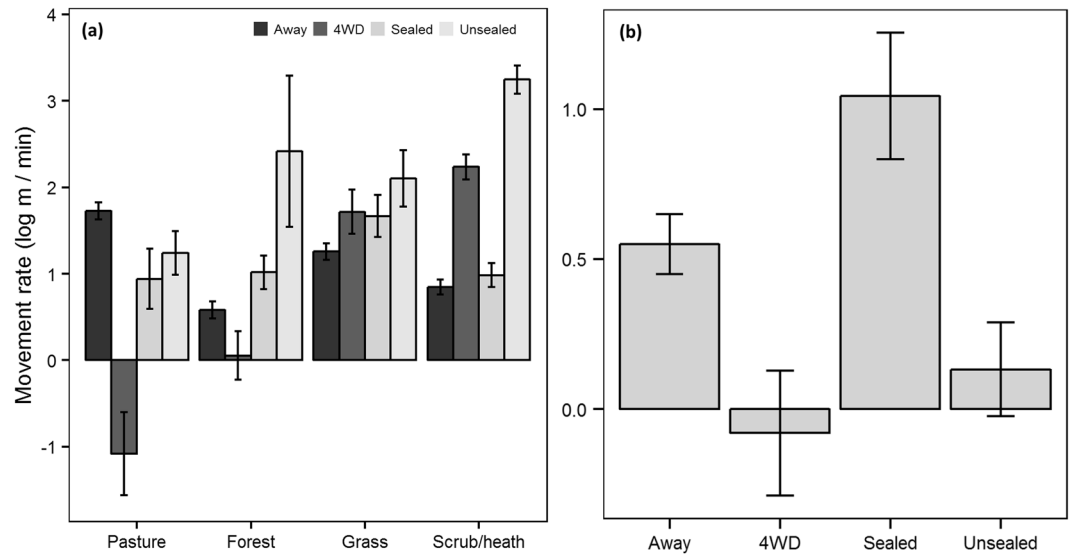 (a)
Away 4WD Sealed Unsealed
Movement rate (log m / min)
4
3
2
1
0
-1
Pasture Forest Grass Scrub/heath
(b)
1.0
0.5
0.0
Away 4WD Sealed Unsealed